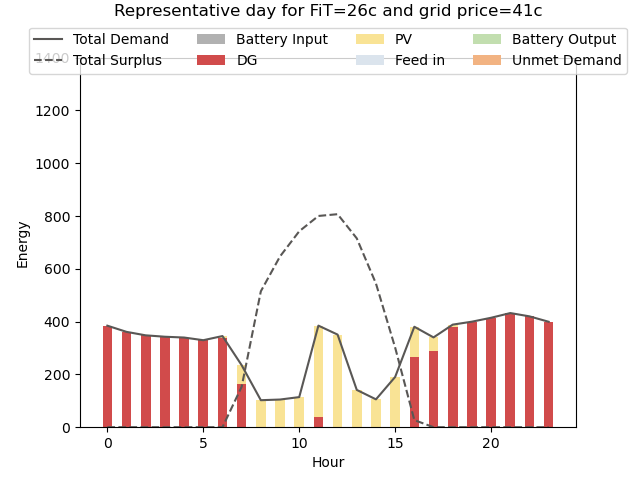 Representative day for FiT=26c and grid price=41c
Total Demand
Total Surplus
Battery Input
DG
PV
Feed in
Battery Output
Unmet Demand
1400
1200
1000
800
600
400
200
0
Energy
0 5 10 15 20
Hour